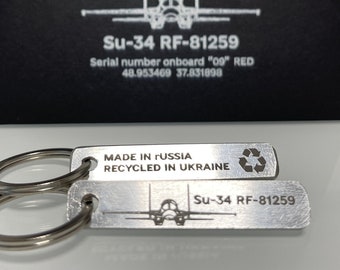 Su-34 RF-81259
Serial number onboard "09" RED
48.953469 37.831898
MADE IN rUSSIA
RECYCLED IN UKRAINE
Su-34 RF-81259